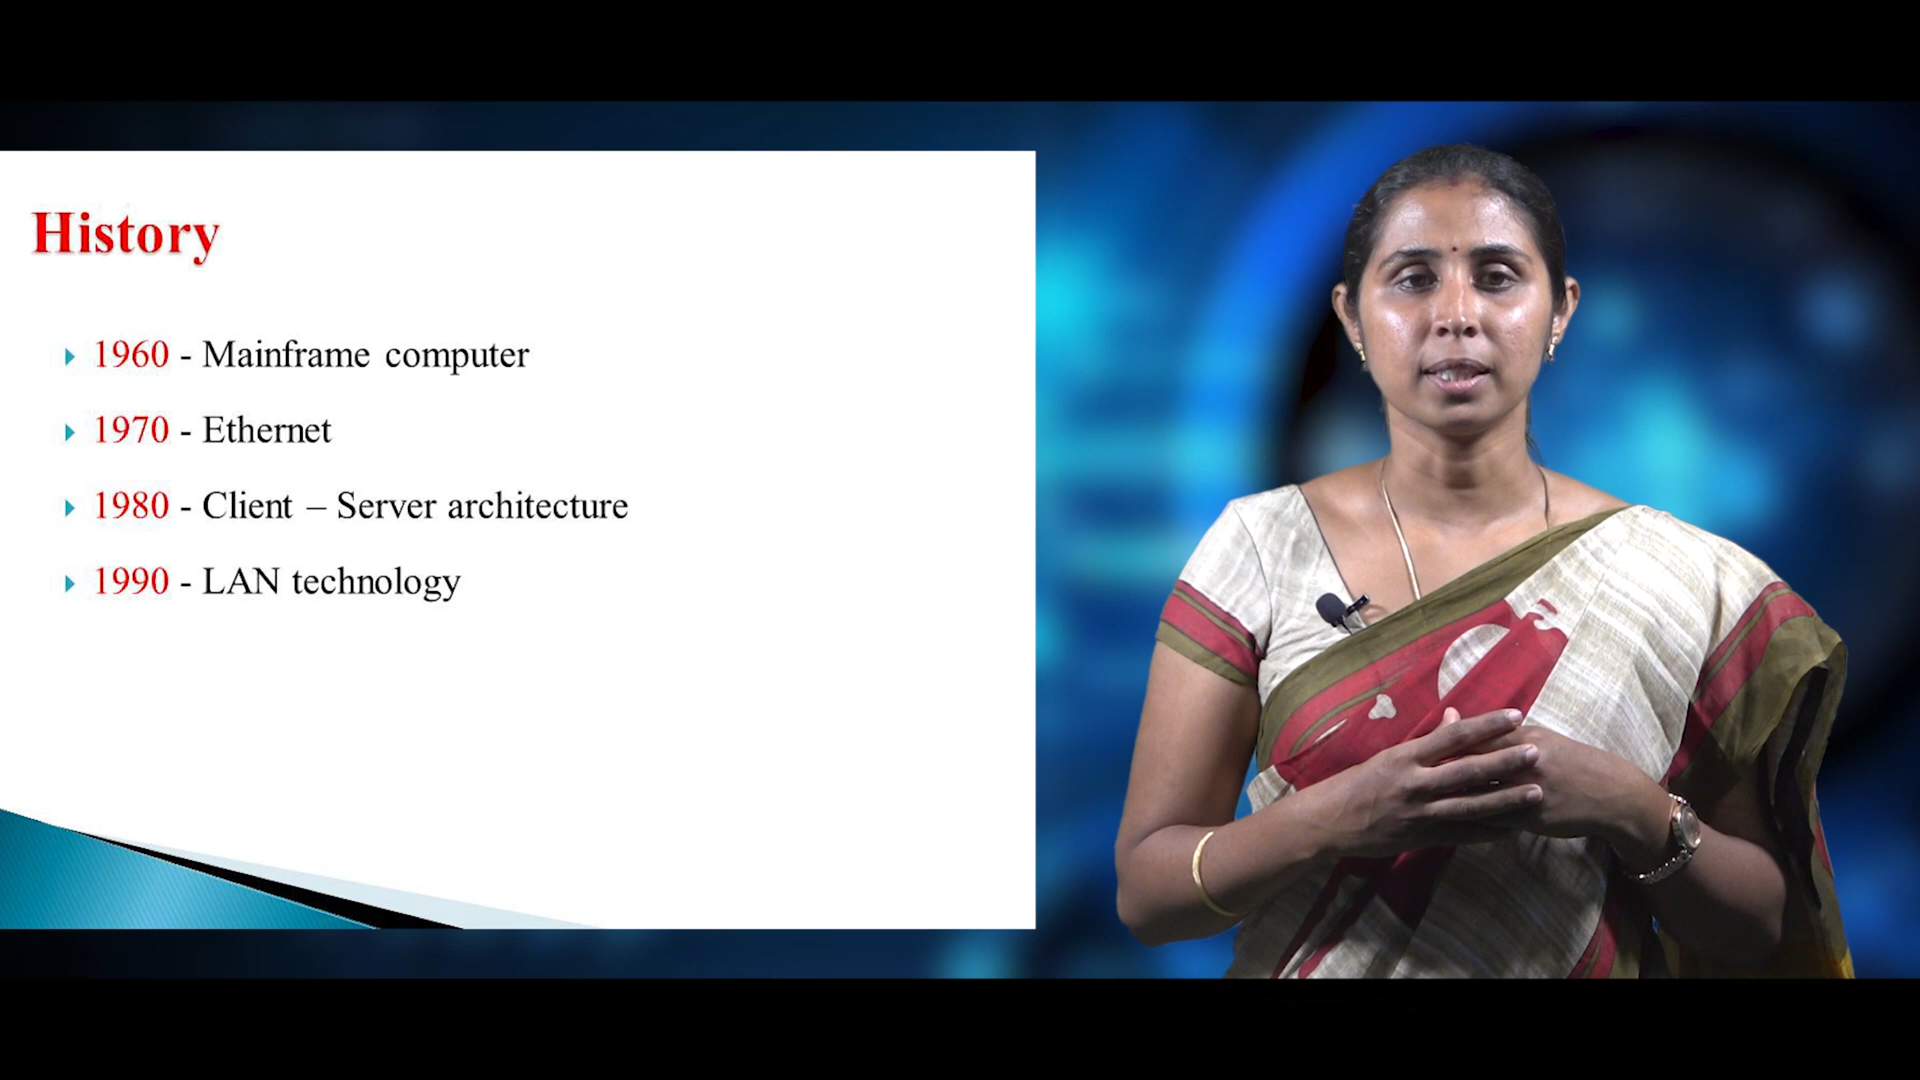 History
1960 - Mainframe computer
1970 - Ethernet
1980 - Client – Server architecture
1990 - LAN technology